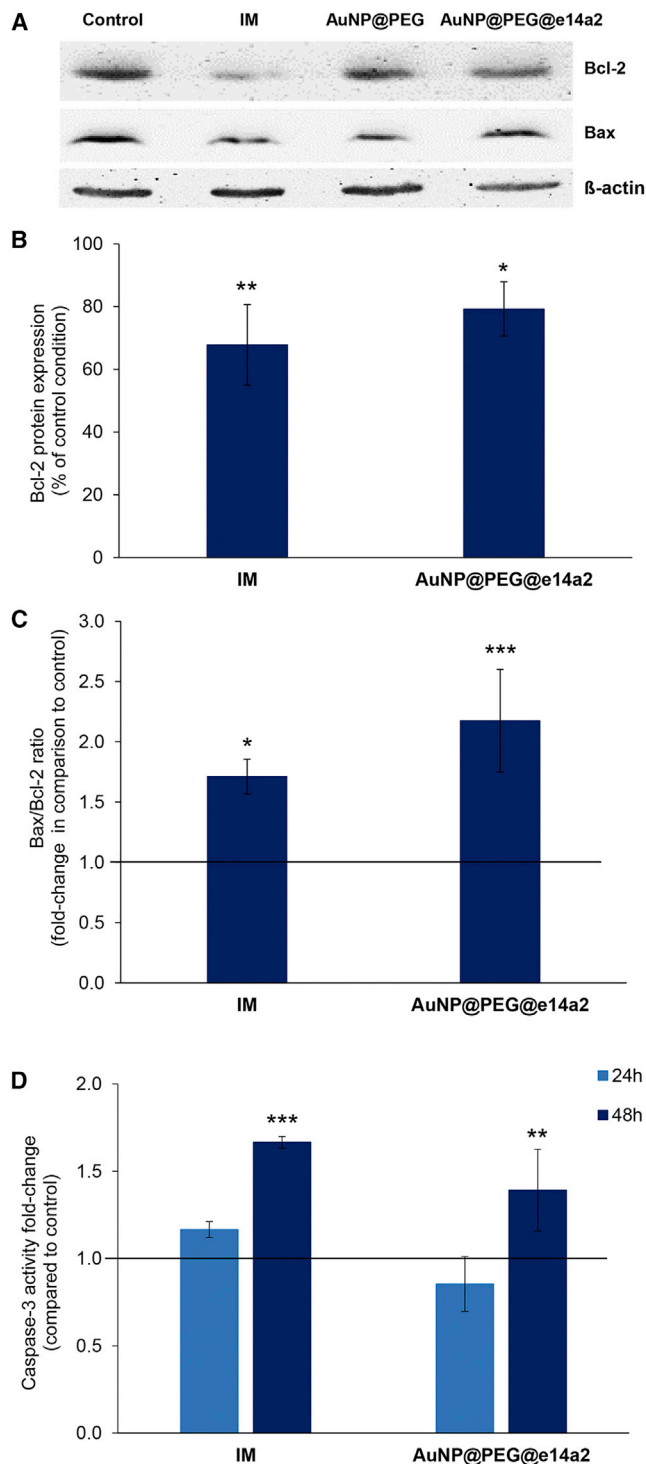 A
Control IM AuNP@PEG AuNP@PEG@e14a2
Bcl-2
Bax
ß-actin
B
Bcl-2 protein expression
(% of control condition)
100
80
60
40
20
0
**
*
IM AuNP@PEG@e14a2
C
Bax/Bcl-2 ratio
(fold-change in comparison to control)
3.0
2.5
2.0
1.5
1.0
0.5
0.0
*
***
IM AuNP@PEG@e14a2
D
Caspase-3 activity fold-change
(compared to control)
2.0
1.5
1.0
0.5
0.0
24h
48h
***
**
IM AuNP@PEG@e14a2